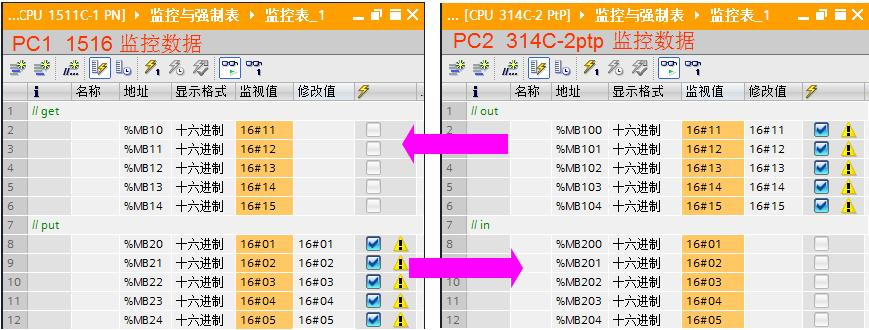 ...CPU 1511C-1 PN] ▸ 监控与强制表 ▸ 监控表_1
PC1 1516 监控数据
i 名称 地址 显示格式 监视值 修改值
1 // get
2 %MB10 十六进制 16#11
3 %MB11 十六进制 16#12
4 %MB12 十六进制 16#13
5 %MB13 十六进制 16#14
6 %MB14 十六进制 16#15
7 // put
8 %MB20 十六进制 16#01 16#01
9 %MB21 十六进制 16#02 16#02
10 %MB22 十六进制 16#03 16#03
11 %MB23 十六进制 16#04 16#04
12 %MB24 十六进制 16#05 16#05
... [CPU 314C-2 PtP] ▸ 监控与强制表 ▸ 监控表_1
PC2 314C-2ptp 监控数据
i 名称 地址 显示格式 监视值 修改值
1 // out
2 %MB100 十六进制 16#11 16#11
%MB101 十六进制 16#12 16#12
4 %MB102 十六进制 16#13 16#13
5 %MB103 十六进制 16#14 16#14
6 %MB104 十六进制 16#15 16#15
7 // in
8 %MB200 十六进制 16#01
%MB201 十六进制 16#02
10 %MB202 十六进制 16#03
11 %MB203 十六进制 16#04
12 %MB204 十六进制 16#05